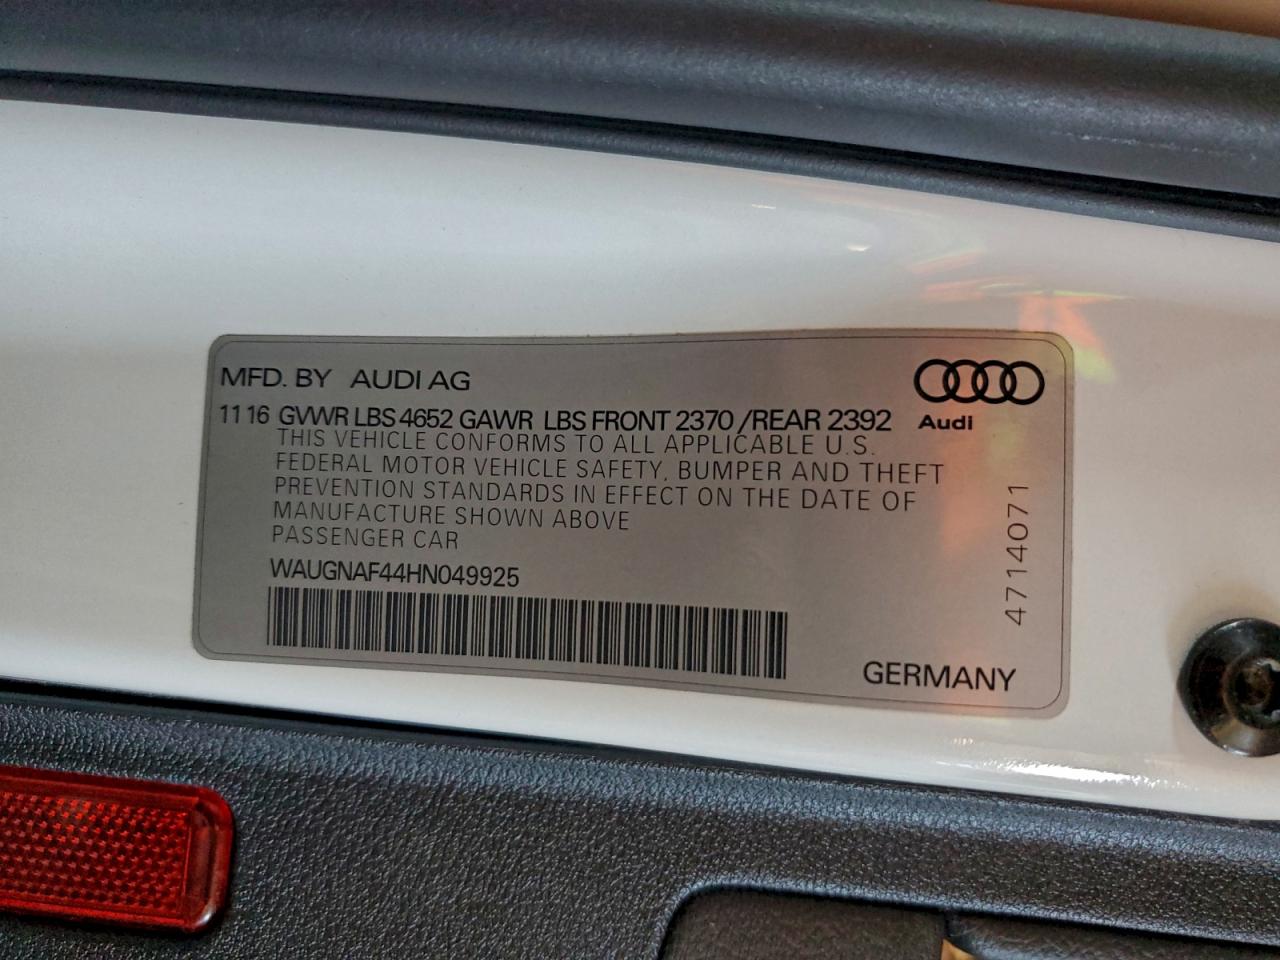 MFD. BY AUDI AG
11 16 GVWR LBS 4652 GAWR LBS FRONT 2370 /REAR 2392
Audi
THIS VEHICLE CONFORMS TO ALL APPLICABLE U.S.
FEDERAL MOTOR VEHICLE SAFETY, BUMPER AND THEFT
PREVENTION STANDARDS IN EFFECT ON THE DATE OF
MANUFACTURE SHOWN ABOVE
PASSENGER CAR
WAUGNAF44HN049925
4714071
GERMANY